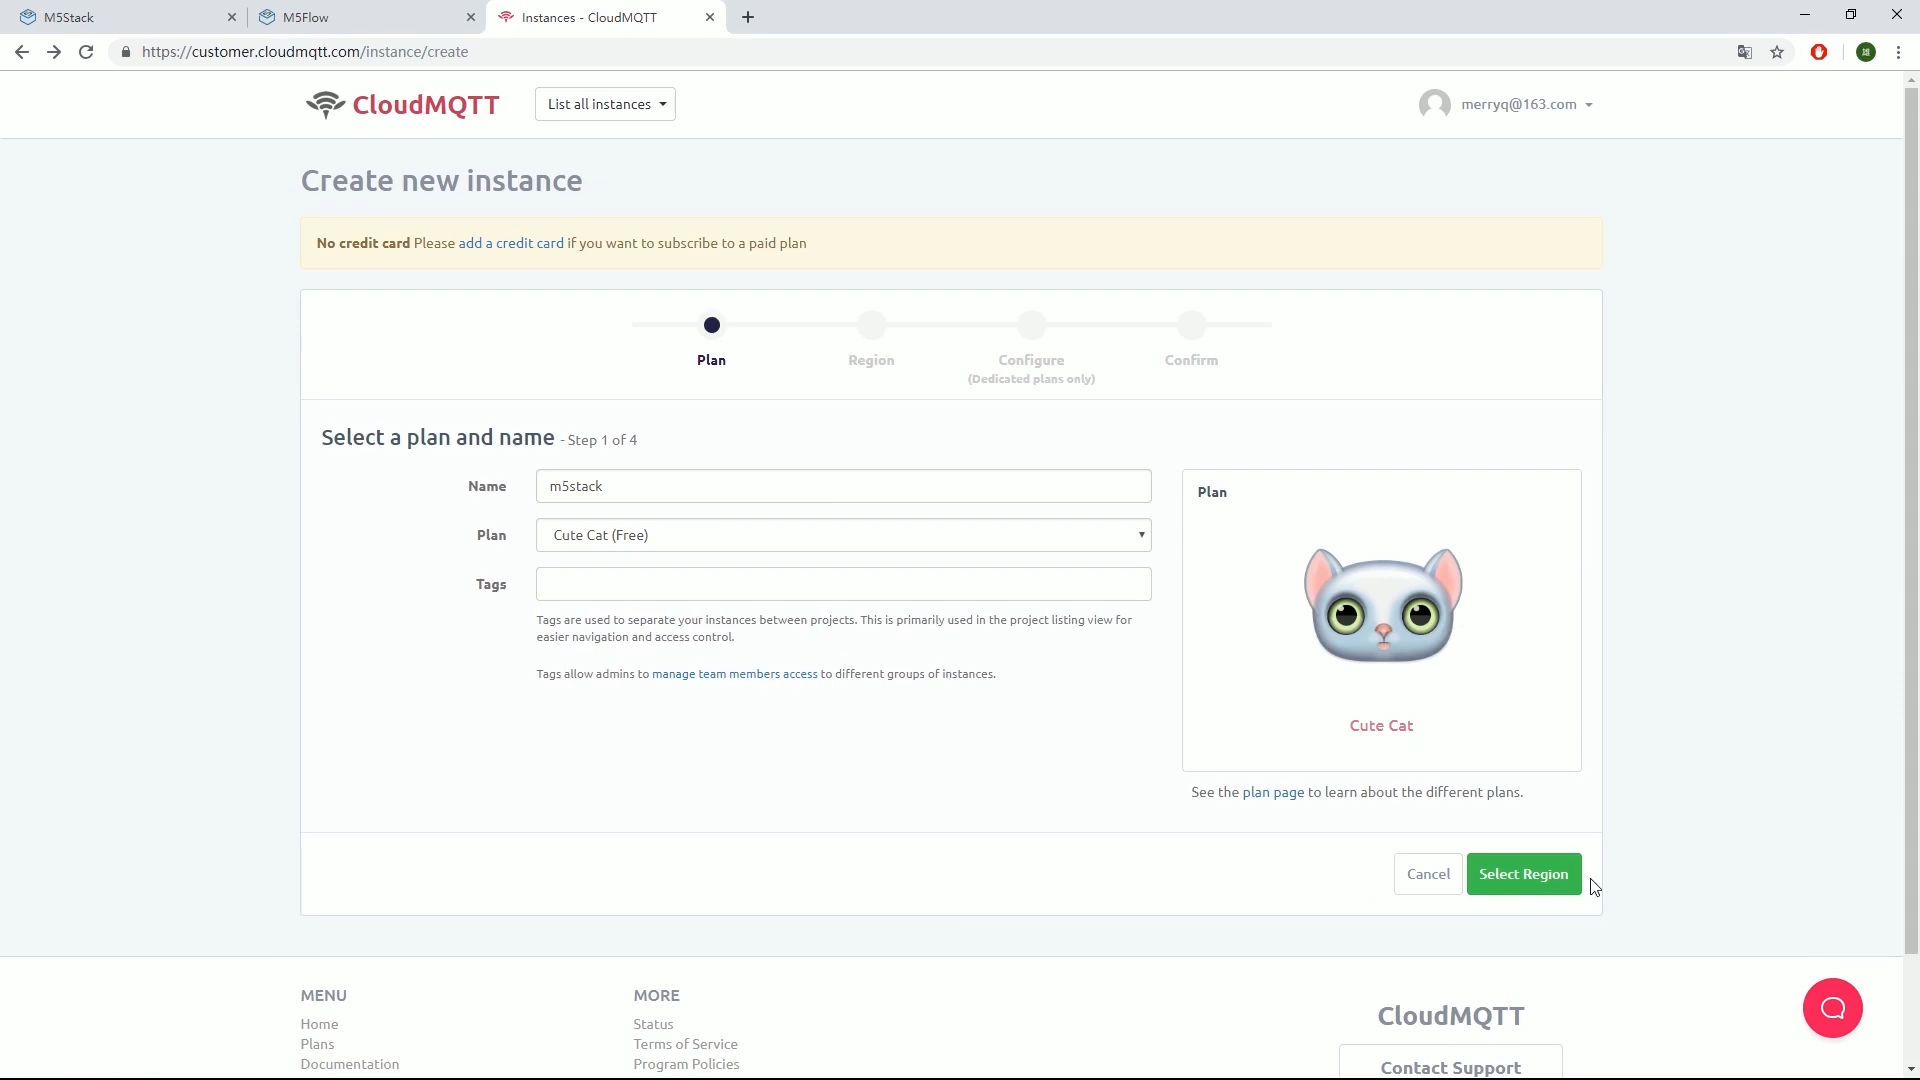 M5Stack
M5Flow
Instances - CloudMQTT
https://customer.cloudmqtt.com/instance/create
CloudMQTT
List all instances
merryq@163.com
Create new instance
No credit card Please add a credit card if you want to subscribe to a paid plan
Plan
Region
Configure
Confirm
(Dedicated plans only)
Select a plan and name - Step 1 of 4
Name
m5stack
Plan
Cute Cat (Free)
Tags
Tags are used to separate your instances between projects. This is primarily used in the project listing view for
easier navigation and access control.
Tags allow admins to manage team members access to different groups of instances.
Plan
Cute Cat
See the plan page to learn about the different plans.
Cancel
Select Region
MENU
Home
Plans
Documentation
MORE
Status
Terms of Service
Program Policies
CloudMQTT
Contact Support